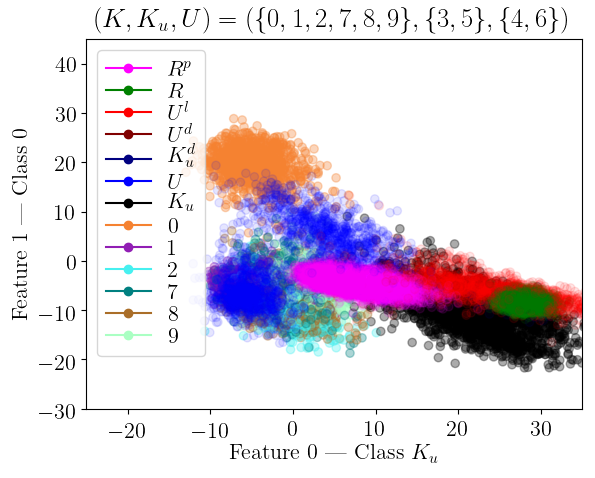 (K, K_u, U) = ({0, 1, 2, 7, 8, 9}, {3, 5}, {4, 6})
Feature 1 — Class 0
40
30
20
10
0
−10
−20
−30
R^p
R
U^l
U^d
K_u^d
U
K_u
0
1
2
7
8
9
−20 −10 0 10 20 30
Feature 0 — Class K_u